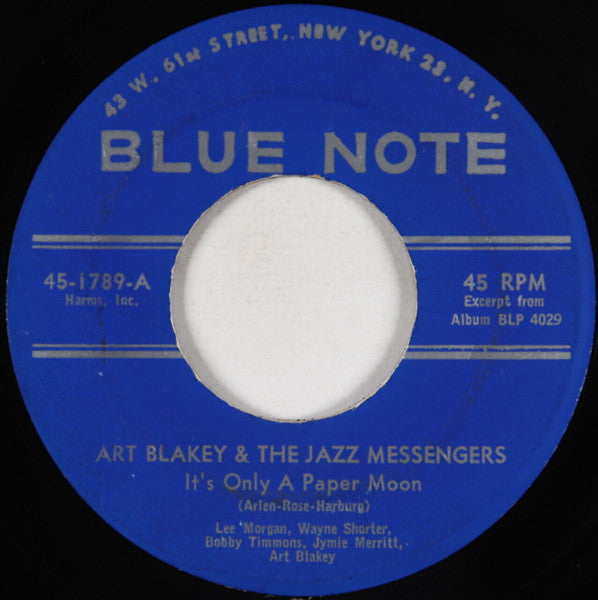 43 W. 61st STREET, NEW YORK 23, N. Y.
BLUE NOTE
45-1789-A
Harms, Inc.
45 RPM
Excerpt from
Album BLP 4029
ART BLAKEY & THE JAZZ MESSENGERS
It's Only A Paper Moon
(Arlen-Rose-Harburg)
Lee Morgan, Wayne Shorter,
Bobby Timmons, Jymie Merritt,
Art Blakey